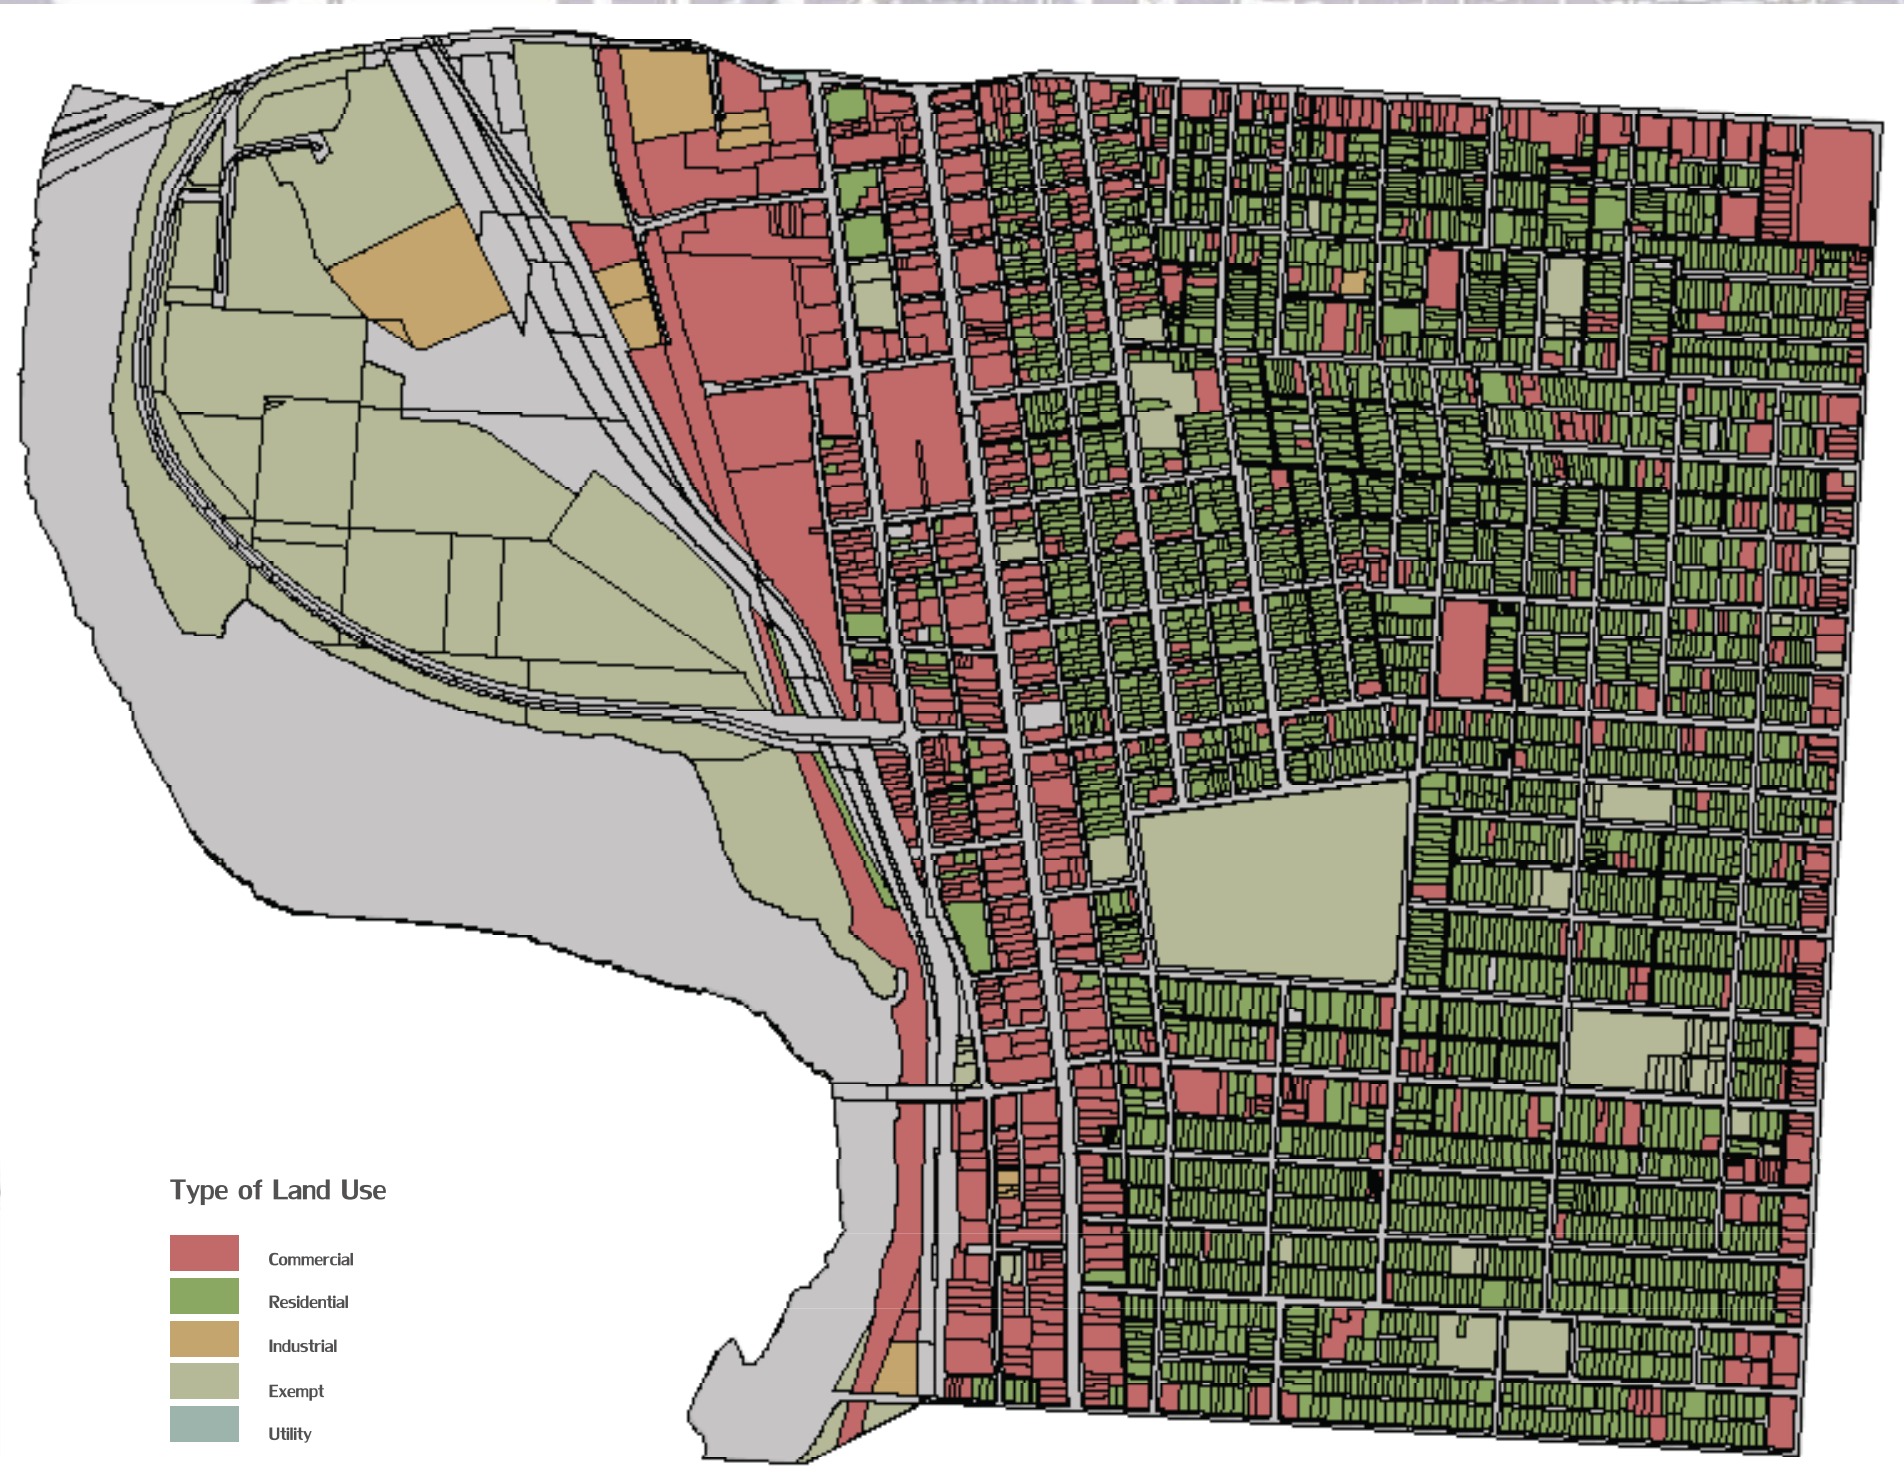 Type of Land Use
Commercial
Residential
Industrial
Exempt
Utility